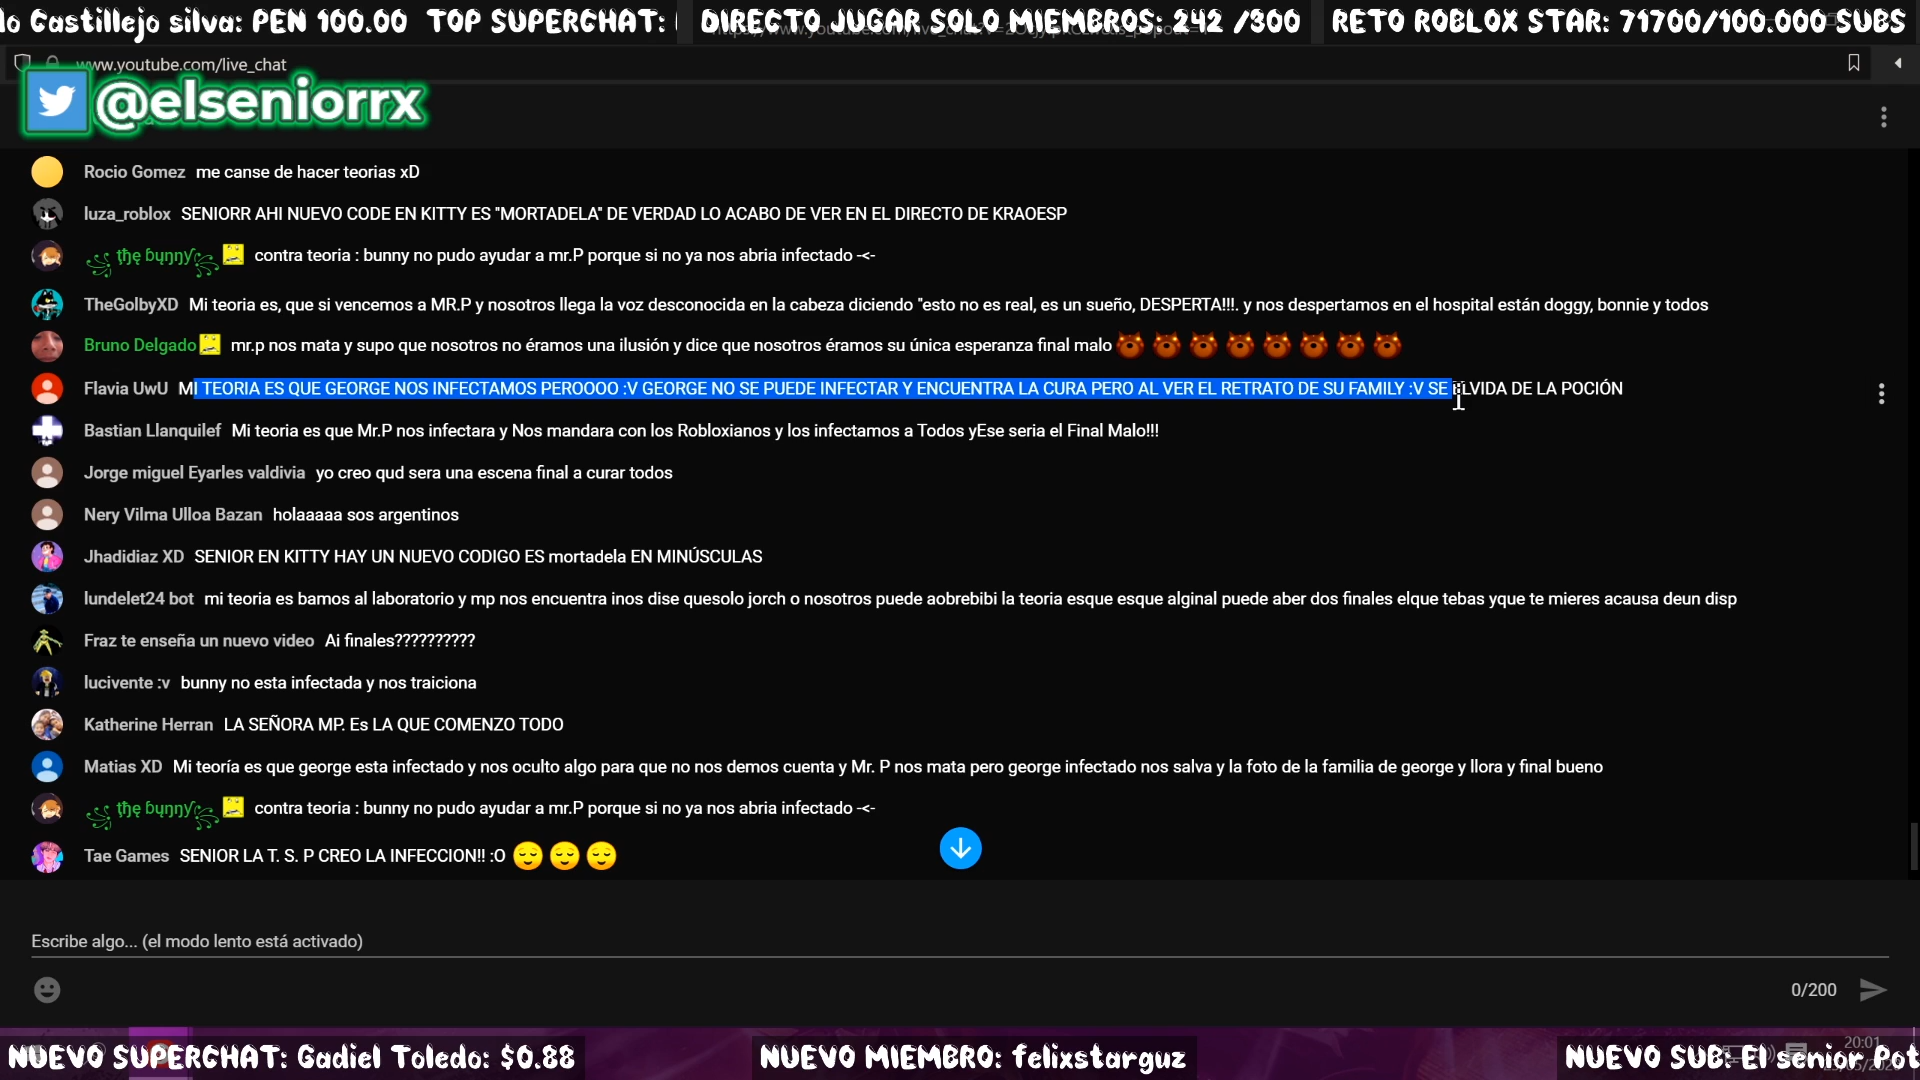 lo Castillejo silva: PEN 100.00 TOP SUPERCHAT:
DIRECTO JUGAR SOLO MIEMBROS: 242 /300
RETO ROBLOX STAR: 71700/100.000 SUBS
www.youtube.com/live_chat
@elseniorrx
Rocio Gomez me canse de hacer teorias xD
luza_roblox SENIORR AHI NUEVO CODE EN KITTY ES "MORTADELA" DE VERDAD LO ACABO DE VER EN EL DIRECTO DE KRAOESP
contra teoria : bunny no pudo ayudar a mr.P porque si no ya nos abria infectado -<-
TheGolbyXD Mi teoria es, que si vencemos a MR.P y nosotros llega la voz desconocida en la cabeza diciendo "esto no es real, es un sueño, DESPERTA!!!. y nos despertamos en el hospital están doggy, bonnie y todos
Bruno Delgado mr.p nos mata y supo que nosotros no éramos una ilusión y dice que nosotros éramos su única esperanza final malo
Flavia UwU MI TEORIA ES QUE GEORGE NOS INFECTAMOS PEROOOO :V GEORGE NO SE PUEDE INFECTAR Y ENCUENTRA LA CURA PERO AL VER EL RETRATO DE SU FAMILY :V SE OLVIDA DE LA POCIÓN
Bastian Llanquilef Mi teoria es que Mr.P nos infectara y Nos mandara con los Robloxianos y los infectamos a Todos yEse seria el Final Malo!!!
Jorge miguel Eyarles valdivia yo creo qud sera una escena final a curar todos
Nery Vilma Ulloa Bazan holaaaaa sos argentinos
Jhadidiaz XD SENIOR EN KITTY HAY UN NUEVO CODIGO ES mortadela EN MINÚSCULAS
lundelet24 bot mi teoria es bamos al laboratorio y mp nos encuentra inos dise quesolo jorch o nosotros puede aobrebibi la teoria esque esque alginal puede aber dos finales elque tebas yque te mieres acausa deun disp
Fraz te enseña un nuevo video Ai finales??????????
lucivente :v bunny no esta infectada y nos traiciona
Katherine Herran LA SEÑORA MP. Es LA QUE COMENZO TODO
Matias XD Mi teoría es que george esta infectado y nos oculto algo para que no nos demos cuenta y Mr. P nos mata pero george infectado nos salva y la foto de la familia de george y llora y final bueno
contra teoria : bunny no pudo ayudar a mr.P porque si no ya nos abria infectado -<-
Tae Games SENIOR LA T. S. P CREO LA INFECCION!! :O
Escribe algo... (el modo lento está activado)
0/200
NUEVO SUPERCHAT: Gadiel Toledo: $0.88
NUEVO MIEMBRO: felixstarguz
NUEVO SUB: El senior Pot
20:01